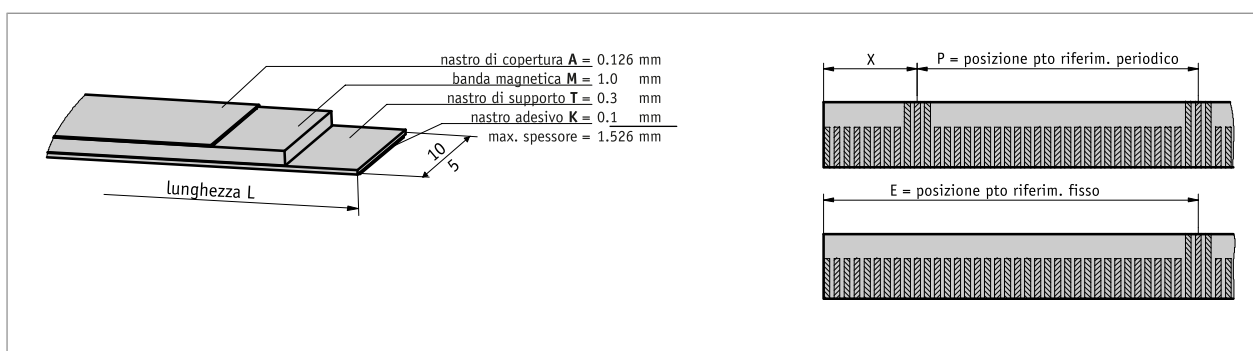 nastro di copertura A = 0.126 mm
banda magnetica M = 1.0 mm
nastro di supporto T = 0.3 mm
nastro adesivo K = 0.1 mm
max. spessore = 1.526 mm
10
5
lunghezza L
X
P = posizione pto riferim. periodico
E = posizione pto riferim. fisso